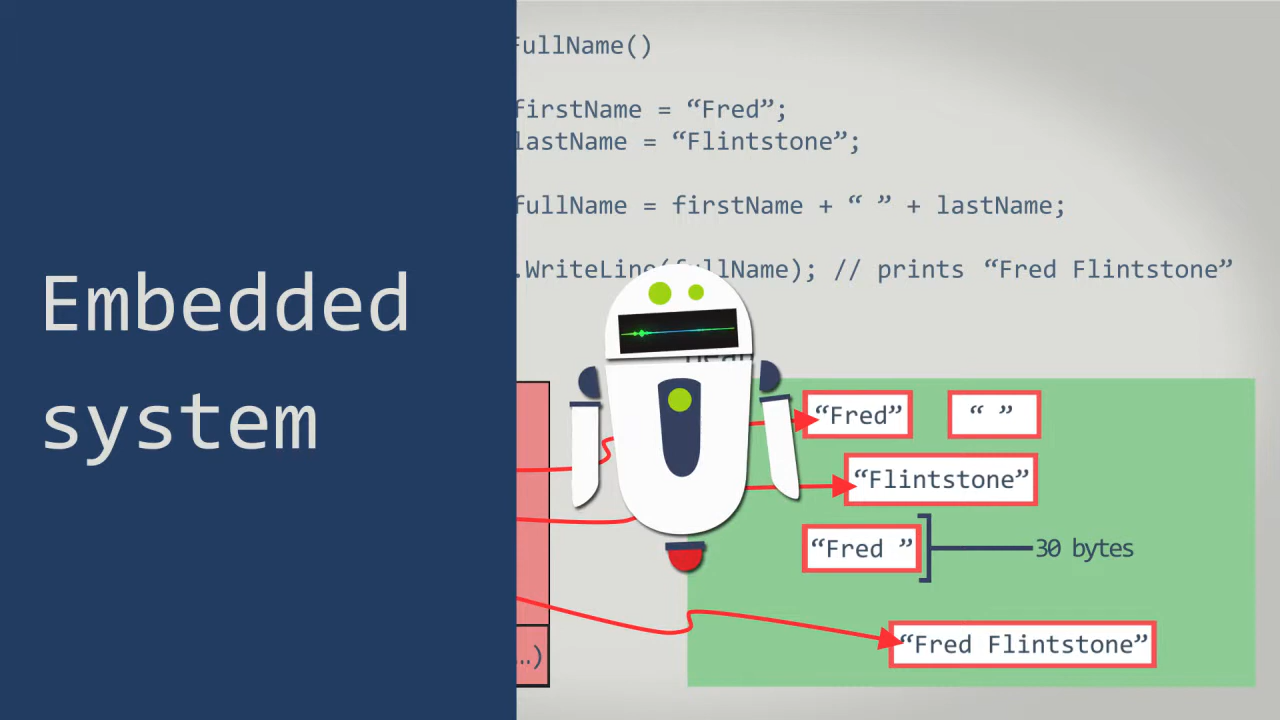 Embedded
system
FullName()
firstName = “Fred”;
lastName = “Flintstone”;
fullName = firstName + “ ” + lastName;
.WriteLine(fullName); // prints “Fred Flintstone”
“Fred”
“ ”
“Flintstone”
“Fred ”
30 bytes
“Fred Flintstone”
…)